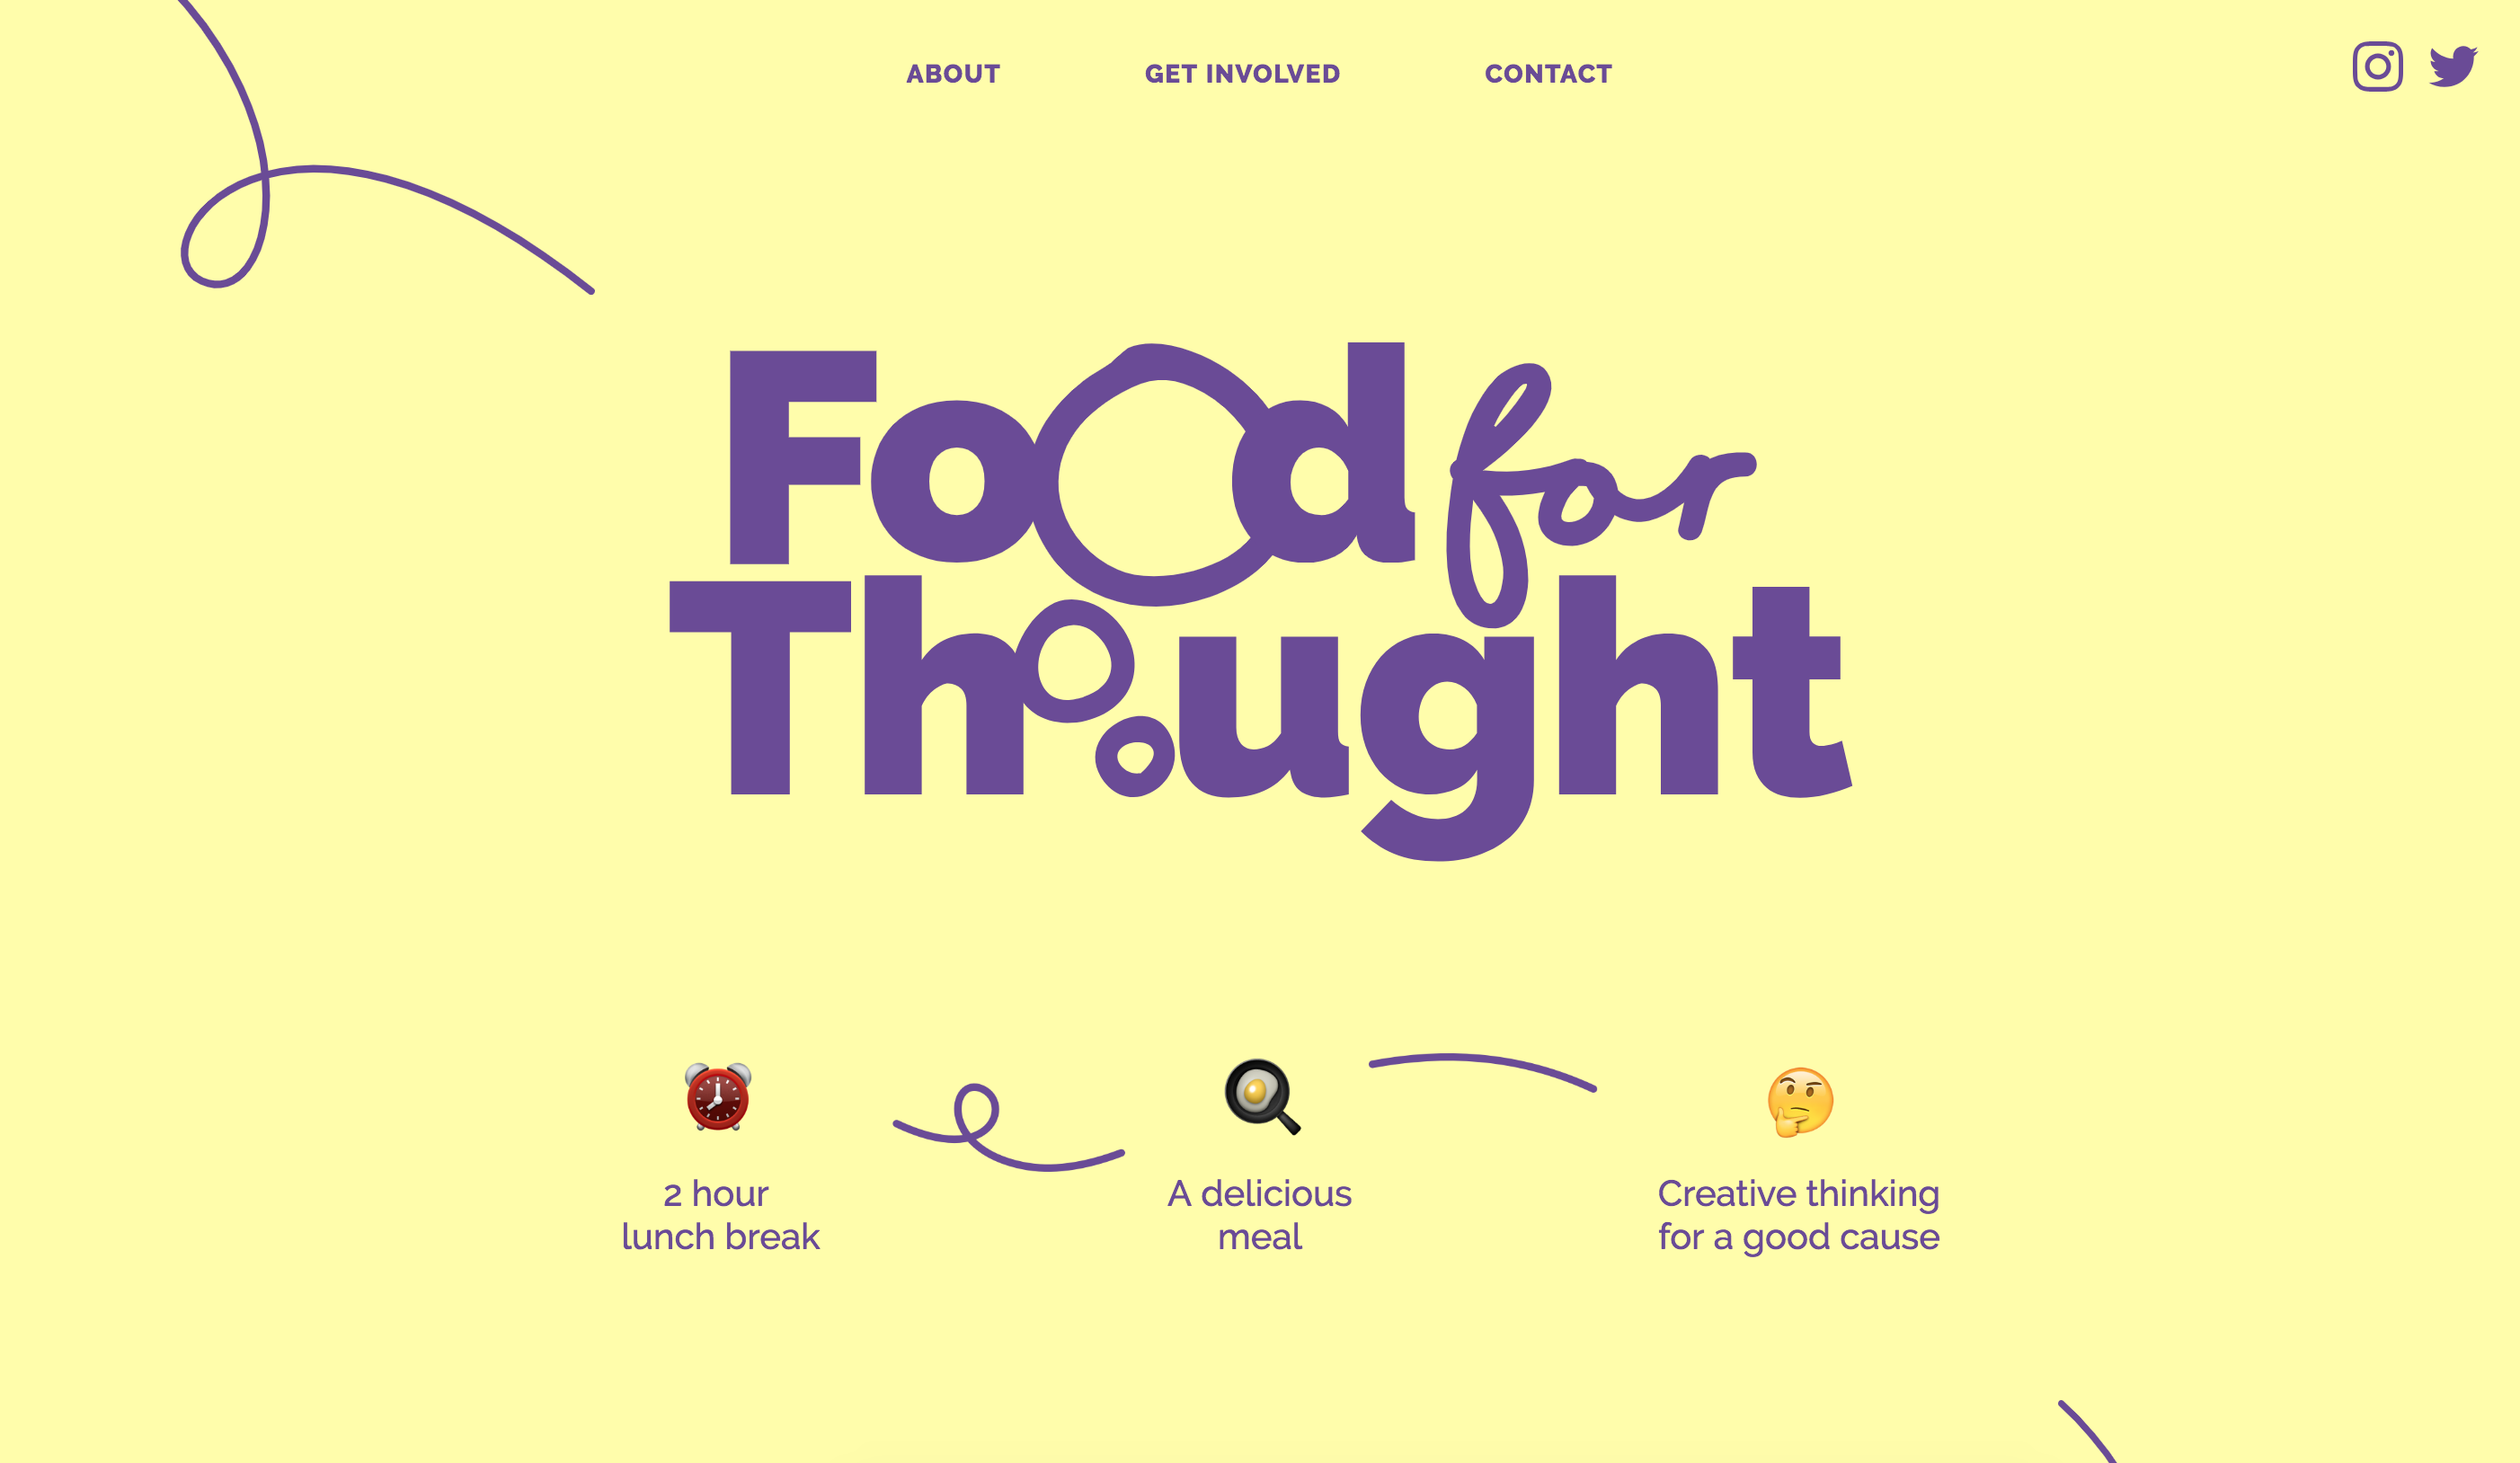 ABOUT
GET INVOLVED
CONTACT
Food for
Thought
2 hour
lunch break
A delicious
meal
Creative thinking
for a good cause